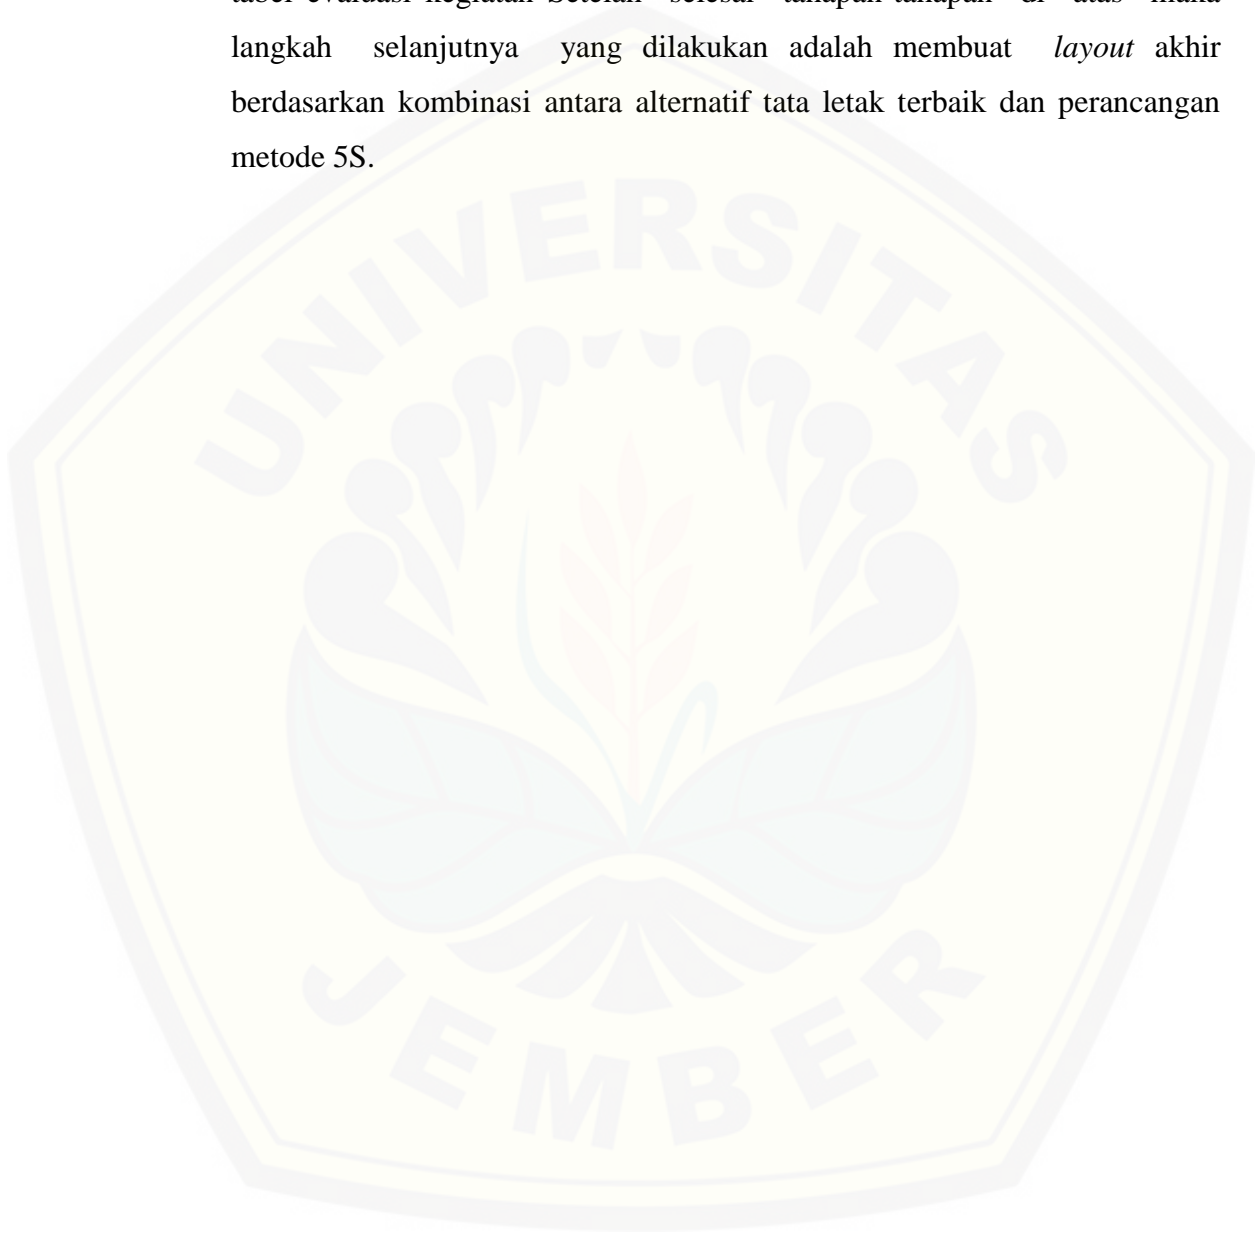 tabel evaluasi kegiatan Setelah selesai tahapan-tahapan di atas maka
langkah selanjutnya yang dilakukan adalah membuat layout akhir
berdasarkan kombinasi antara alternatif tata letak terbaik dan perancangan
metode 5S.
UNIVERSITAS
JEMBER